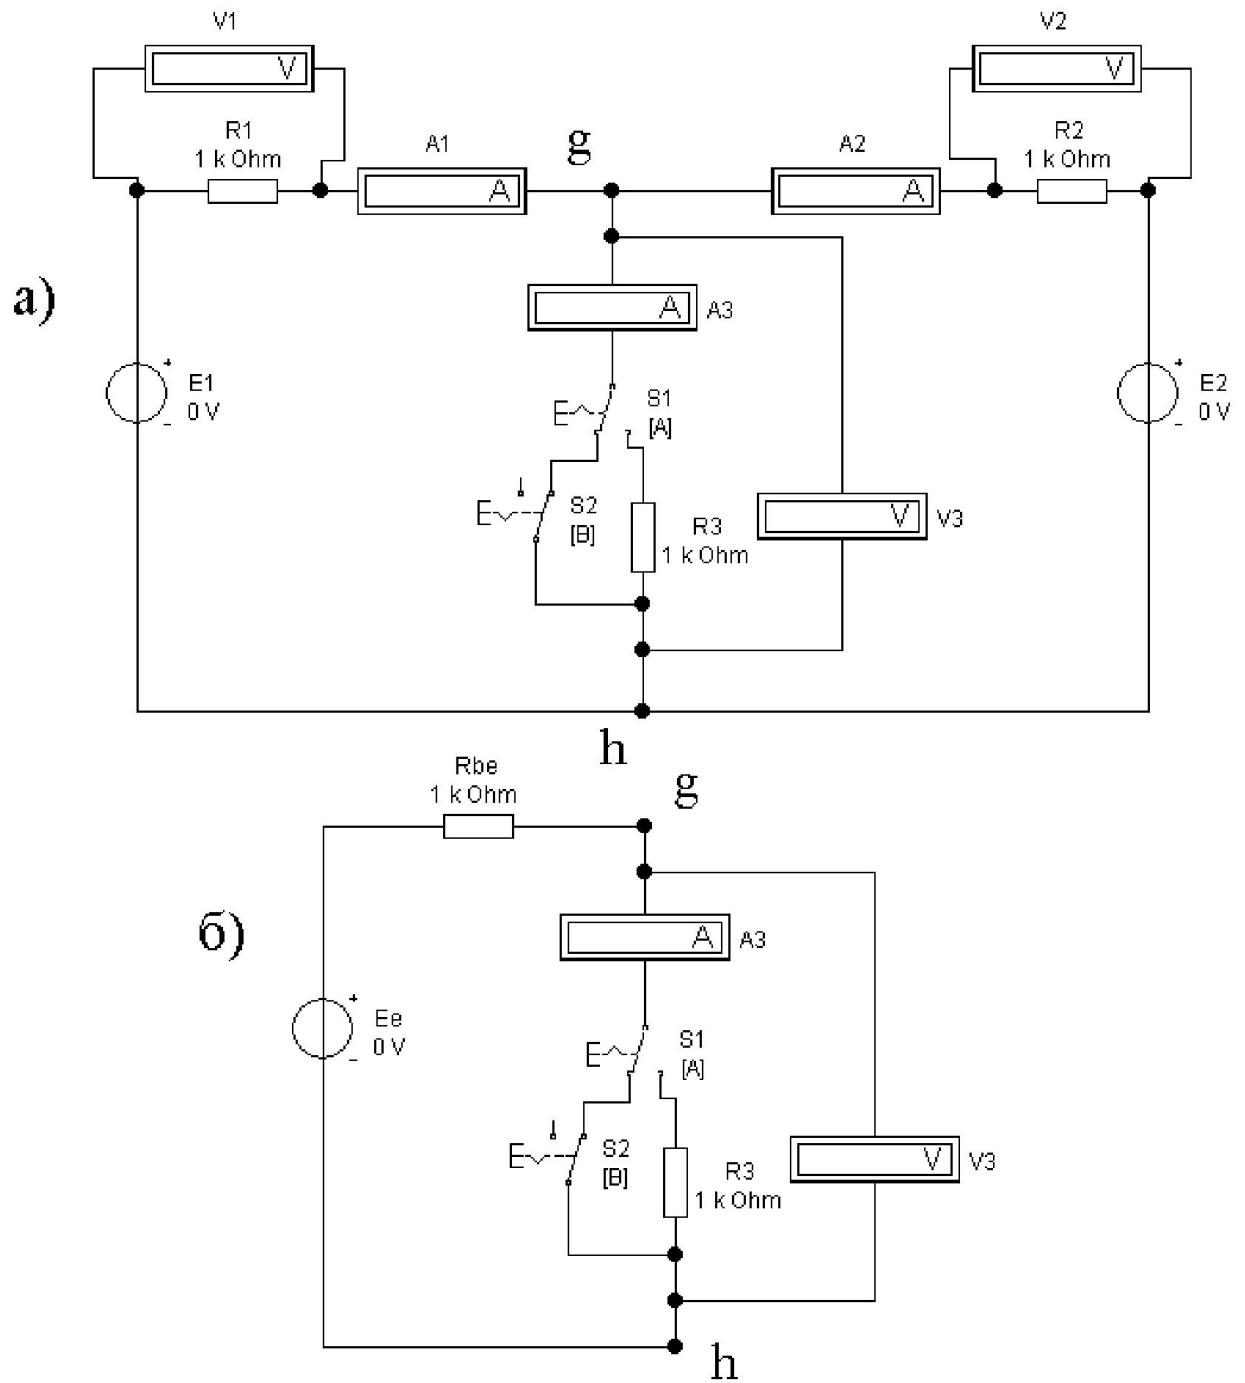 V1
V2
V
V
R1
1 k Ohm
A1
g
A2
R2
1 k Ohm
A
A
а)
A
A3
+
E1
0 V
-
S1
[A]
+
E2
0 V
-
S2
[B]
R3
1 k Ohm
V
V3
h
Rbe
1 k Ohm
g
б)
A
A3
+
Ee
0 V
-
S1
[A]
S2
[B]
R3
1 k Ohm
V
V3
h